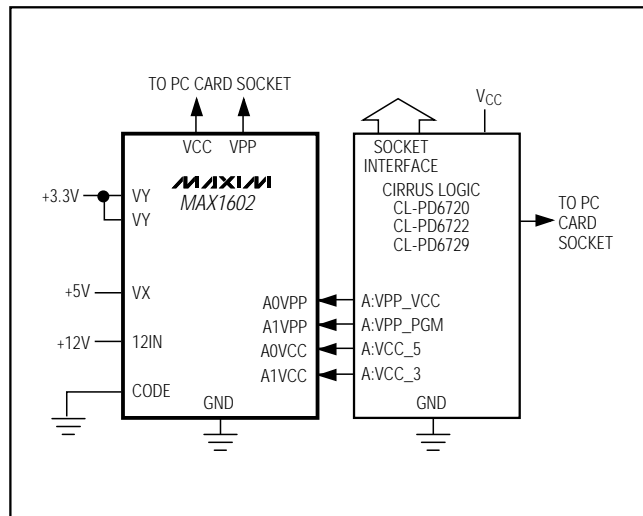 TO PC CARD SOCKET
VCC VPP
MAXIM
MAX1602
+3.3V
VY
VY
+5V
VX
+12V
12IN
CODE
GND
A0VPP
A1VPP
A0VCC
A1VCC
VCC
SOCKET
INTERFACE
CIRRUS LOGIC
CL-PD6720
CL-PD6722
CL-PD6729
A:VPP_VCC
A:VPP_PGM
A:VCC_5
A:VCC_3
GND
TO PC
CARD
SOCKET